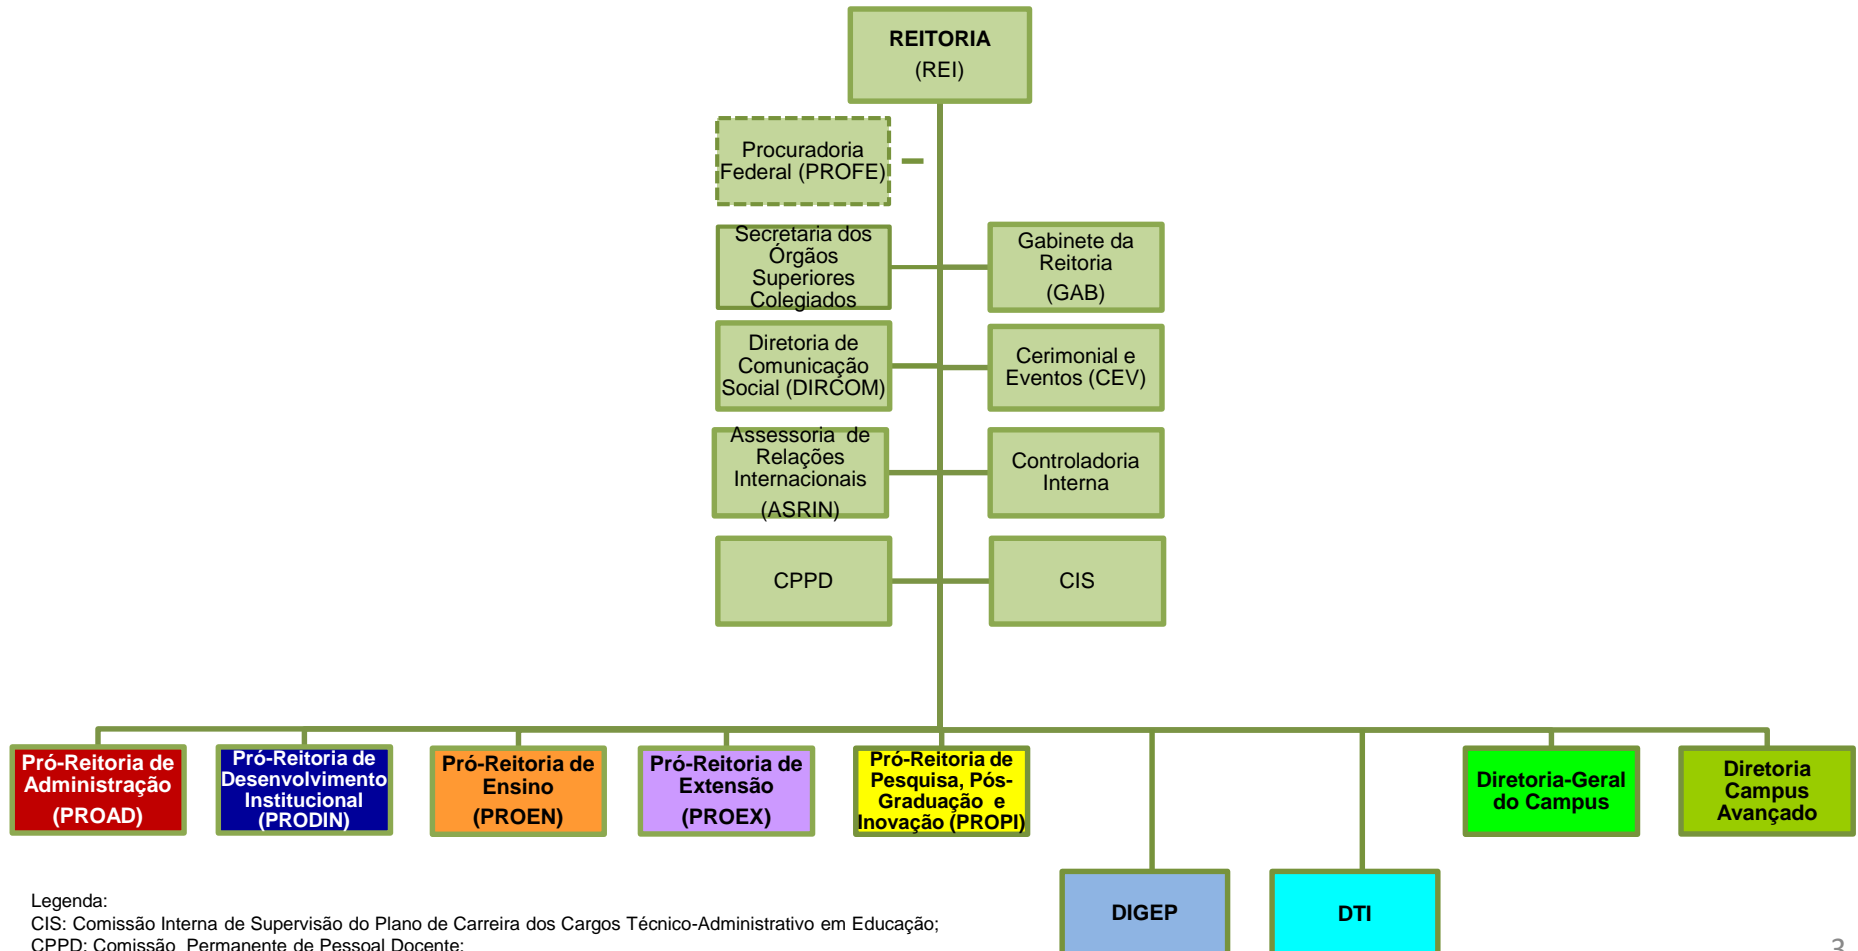 REITORIA
(REI)
Procuradoria
Federal (PROFE)
Secretaria dos
Órgãos
Superiores
Colegiados
Gabinete da
Reitoria
(GAB)
Diretoria de
Comunicação
Social (DIRCOM)
Cerimonial e
Eventos (CEV)
Assessoria de
Relações
Internacionais
(ASRIN)
Controladoria
Interna
CPPD
CIS
Pró-Reitoria de
Administração
(PROAD)
Pró-Reitoria de
Desenvolvimento
Institucional
(PRODIN)
Pró-Reitoria de
Ensino
(PROEN)
Pró-Reitoria de
Extensão
(PROEX)
Pró-Reitoria de
Pesquisa, Pós-
Graduação e
Inovação (PROPI)
Diretoria-Geral
do Campus
Diretoria
Campus
Avançado
DIGEP
DTI
Legenda:
CIS: Comissão Interna de Supervisão do Plano de Carreira dos Cargos Técnico-Administrativo em Educação;
CPPD: Comissão Permanente de Pessoal Docente;
3